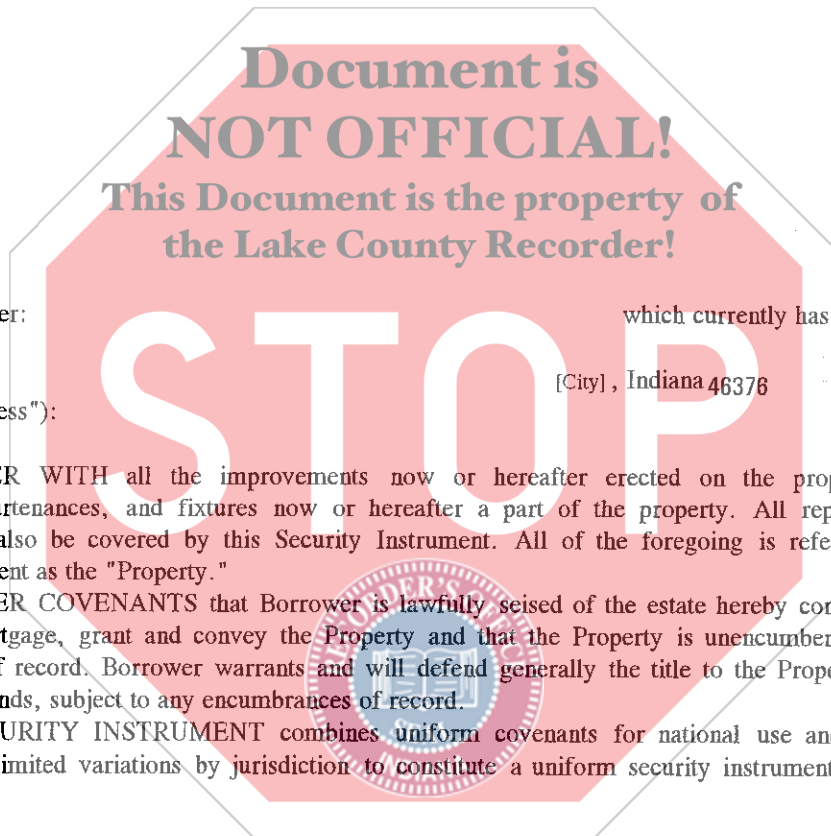 Document is
NOT OFFICIAL!
This Document is the property of
the Lake County Recorder!
er: which currently has
[City] , Indiana 46376
ess"):
STOP
ER WITH all the improvements now or hereafter erected on the prop
rtenances, and fixtures now or hereafter a part of the property. All rep
also be covered by this Security Instrument. All of the foregoing is refe
ent as the "Property."
ER COVENANTS that Borrower is lawfully seised of the estate hereby con
tgage, grant and convey the Property and that the Property is unencumber
f record. Borrower warrants and will defend generally the title to the Prope
nds, subject to any encumbrances of record.
URITY INSTRUMENT combines uniform covenants for national use an
imited variations by jurisdiction to constitute a uniform security instrument
SEAL